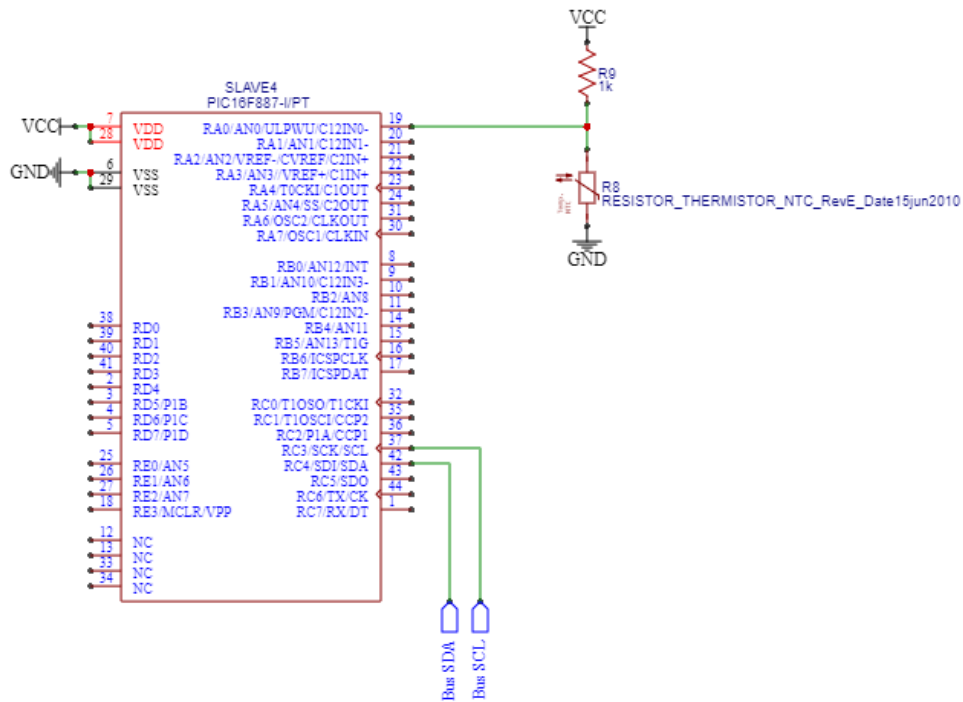 SLAVE4
PIC16F887-I/PT
VCC
R9
1k
VCC
7
VDD
28
VDD
GND
6
VSS
29
VSS
19
RA0/AN0/ULPWU/C12IN0-
20
RA1/AN1/C12IN1-
21
RA2/AN2/VREF-/CVREF/C2IN+
22
RA3/AN3//VREF+/C1IN+
23
RA4/T0CKI/C1OUT
24
RA5/AN4/SS/C2OUT
31
RA6/OSC2/CLKOUT
30
RA7/OSC1/CLKIN
R8
RESISTOR_THERMISTOR_NTC_RevE_Date15jun2010
GND
8
RB0/AN12/INT
9
RB1/AN10/C12IN3-
10
RB2/AN8
11
RB3/AN9/PGM/C12IN2-
14
RB4/AN11
15
RB5/AN13/T1G
16
RB6/ICSPCLK
17
RB7/ICSPDAT
38
RD0
39
RD1
40
RD2
41
RD3
2
RD4
3
RD5/P1B
4
RD6/P1C
5
RD7/P1D
32
RC0/T1OSO/T1CKI
35
RC1/T1OSCI/CCP2
36
RC2/P1A/CCP1
37
RC3/SCK/SCL
42
RC4/SDI/SDA
43
RC5/SDO
44
RC6/TX/CK
1
RC7/RX/DT
25
RE0/AN5
26
RE1/AN6
27
RE2/AN7
18
RE3/MCLR/VPP
12
NC
13
NC
33
NC
34
NC
Bus SDA
Bus SCL